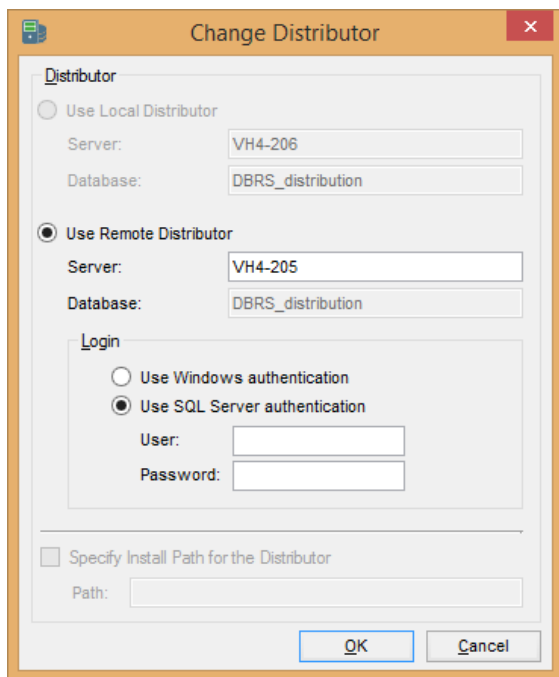 Change Distributor
Distributor
Use Local Distributor
Server: VH4-206
Database: DBRS_distribution
Use Remote Distributor
Server: VH4-205
Database: DBRS_distribution
Login
Use Windows authentication
Use SQL Server authentication
User:
Password:
Specify Install Path for the Distributor
Path:
OK Cancel